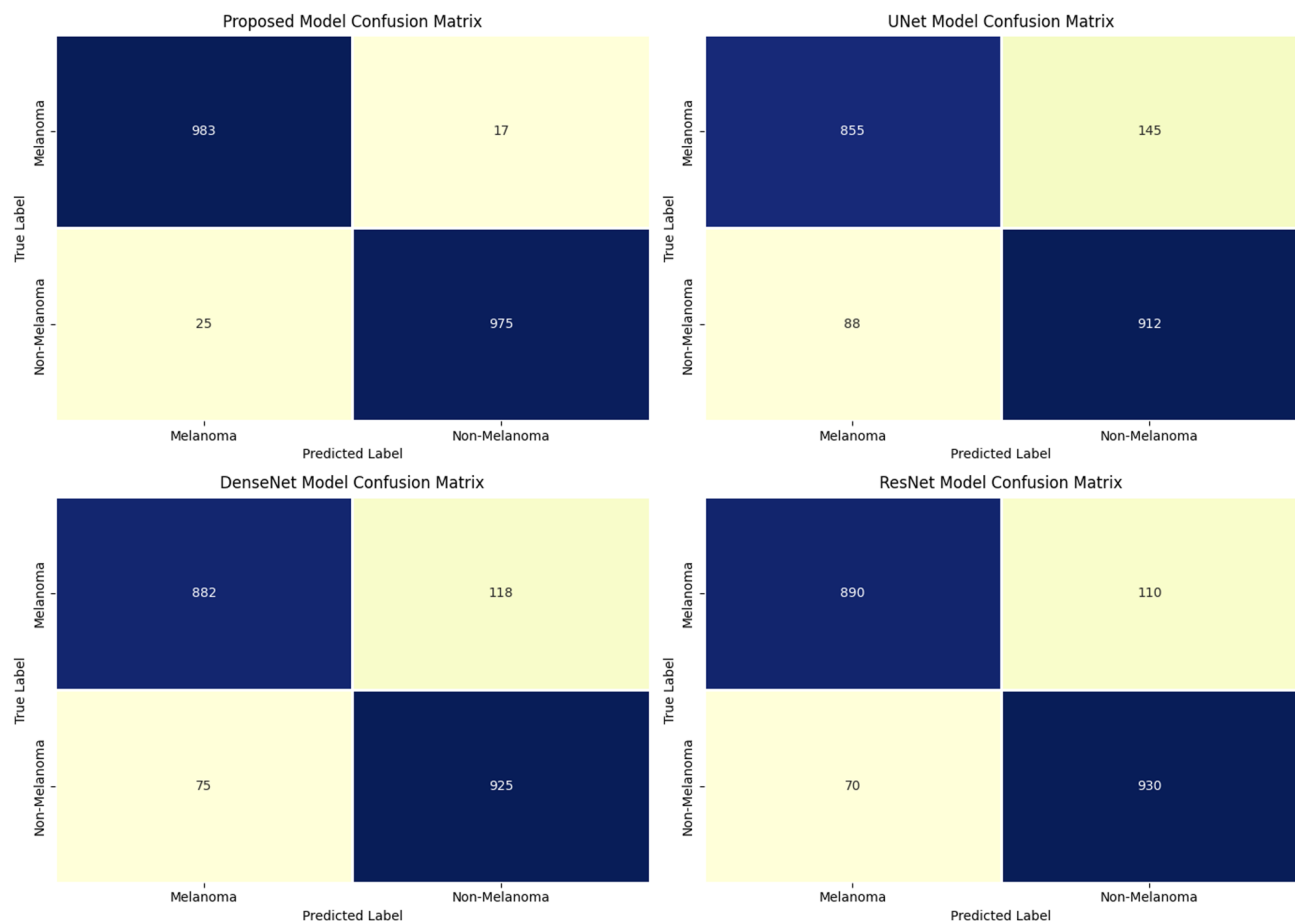 Proposed Model Confusion Matrix
True Label
Melanoma
Non-Melanoma
983
17
25
975
Melanoma
Non-Melanoma
Predicted Label
UNet Model Confusion Matrix
True Label
Melanoma
Non-Melanoma
855
145
88
912
Melanoma
Non-Melanoma
Predicted Label
DenseNet Model Confusion Matrix
True Label
Melanoma
Non-Melanoma
882
118
75
925
Melanoma
Non-Melanoma
Predicted Label
ResNet Model Confusion Matrix
True Label
Melanoma
Non-Melanoma
890
110
70
930
Melanoma
Non-Melanoma
Predicted Label